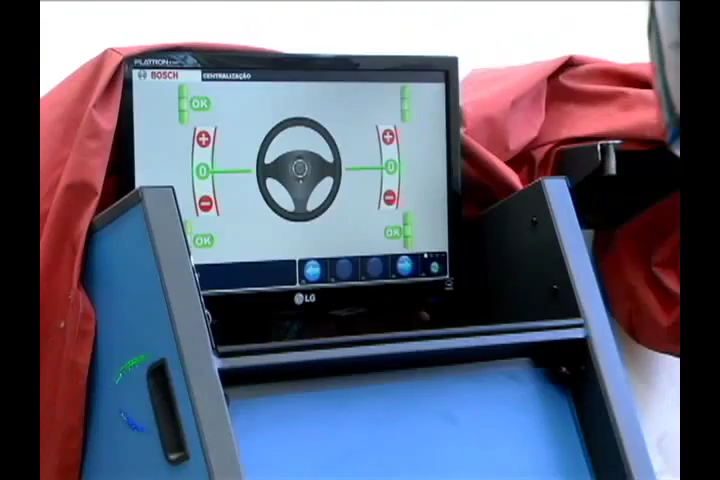 FLATRON
BOSCH CENTRALIZAÇÃO
OK
+ +
0 0
- -
OK OK
LG